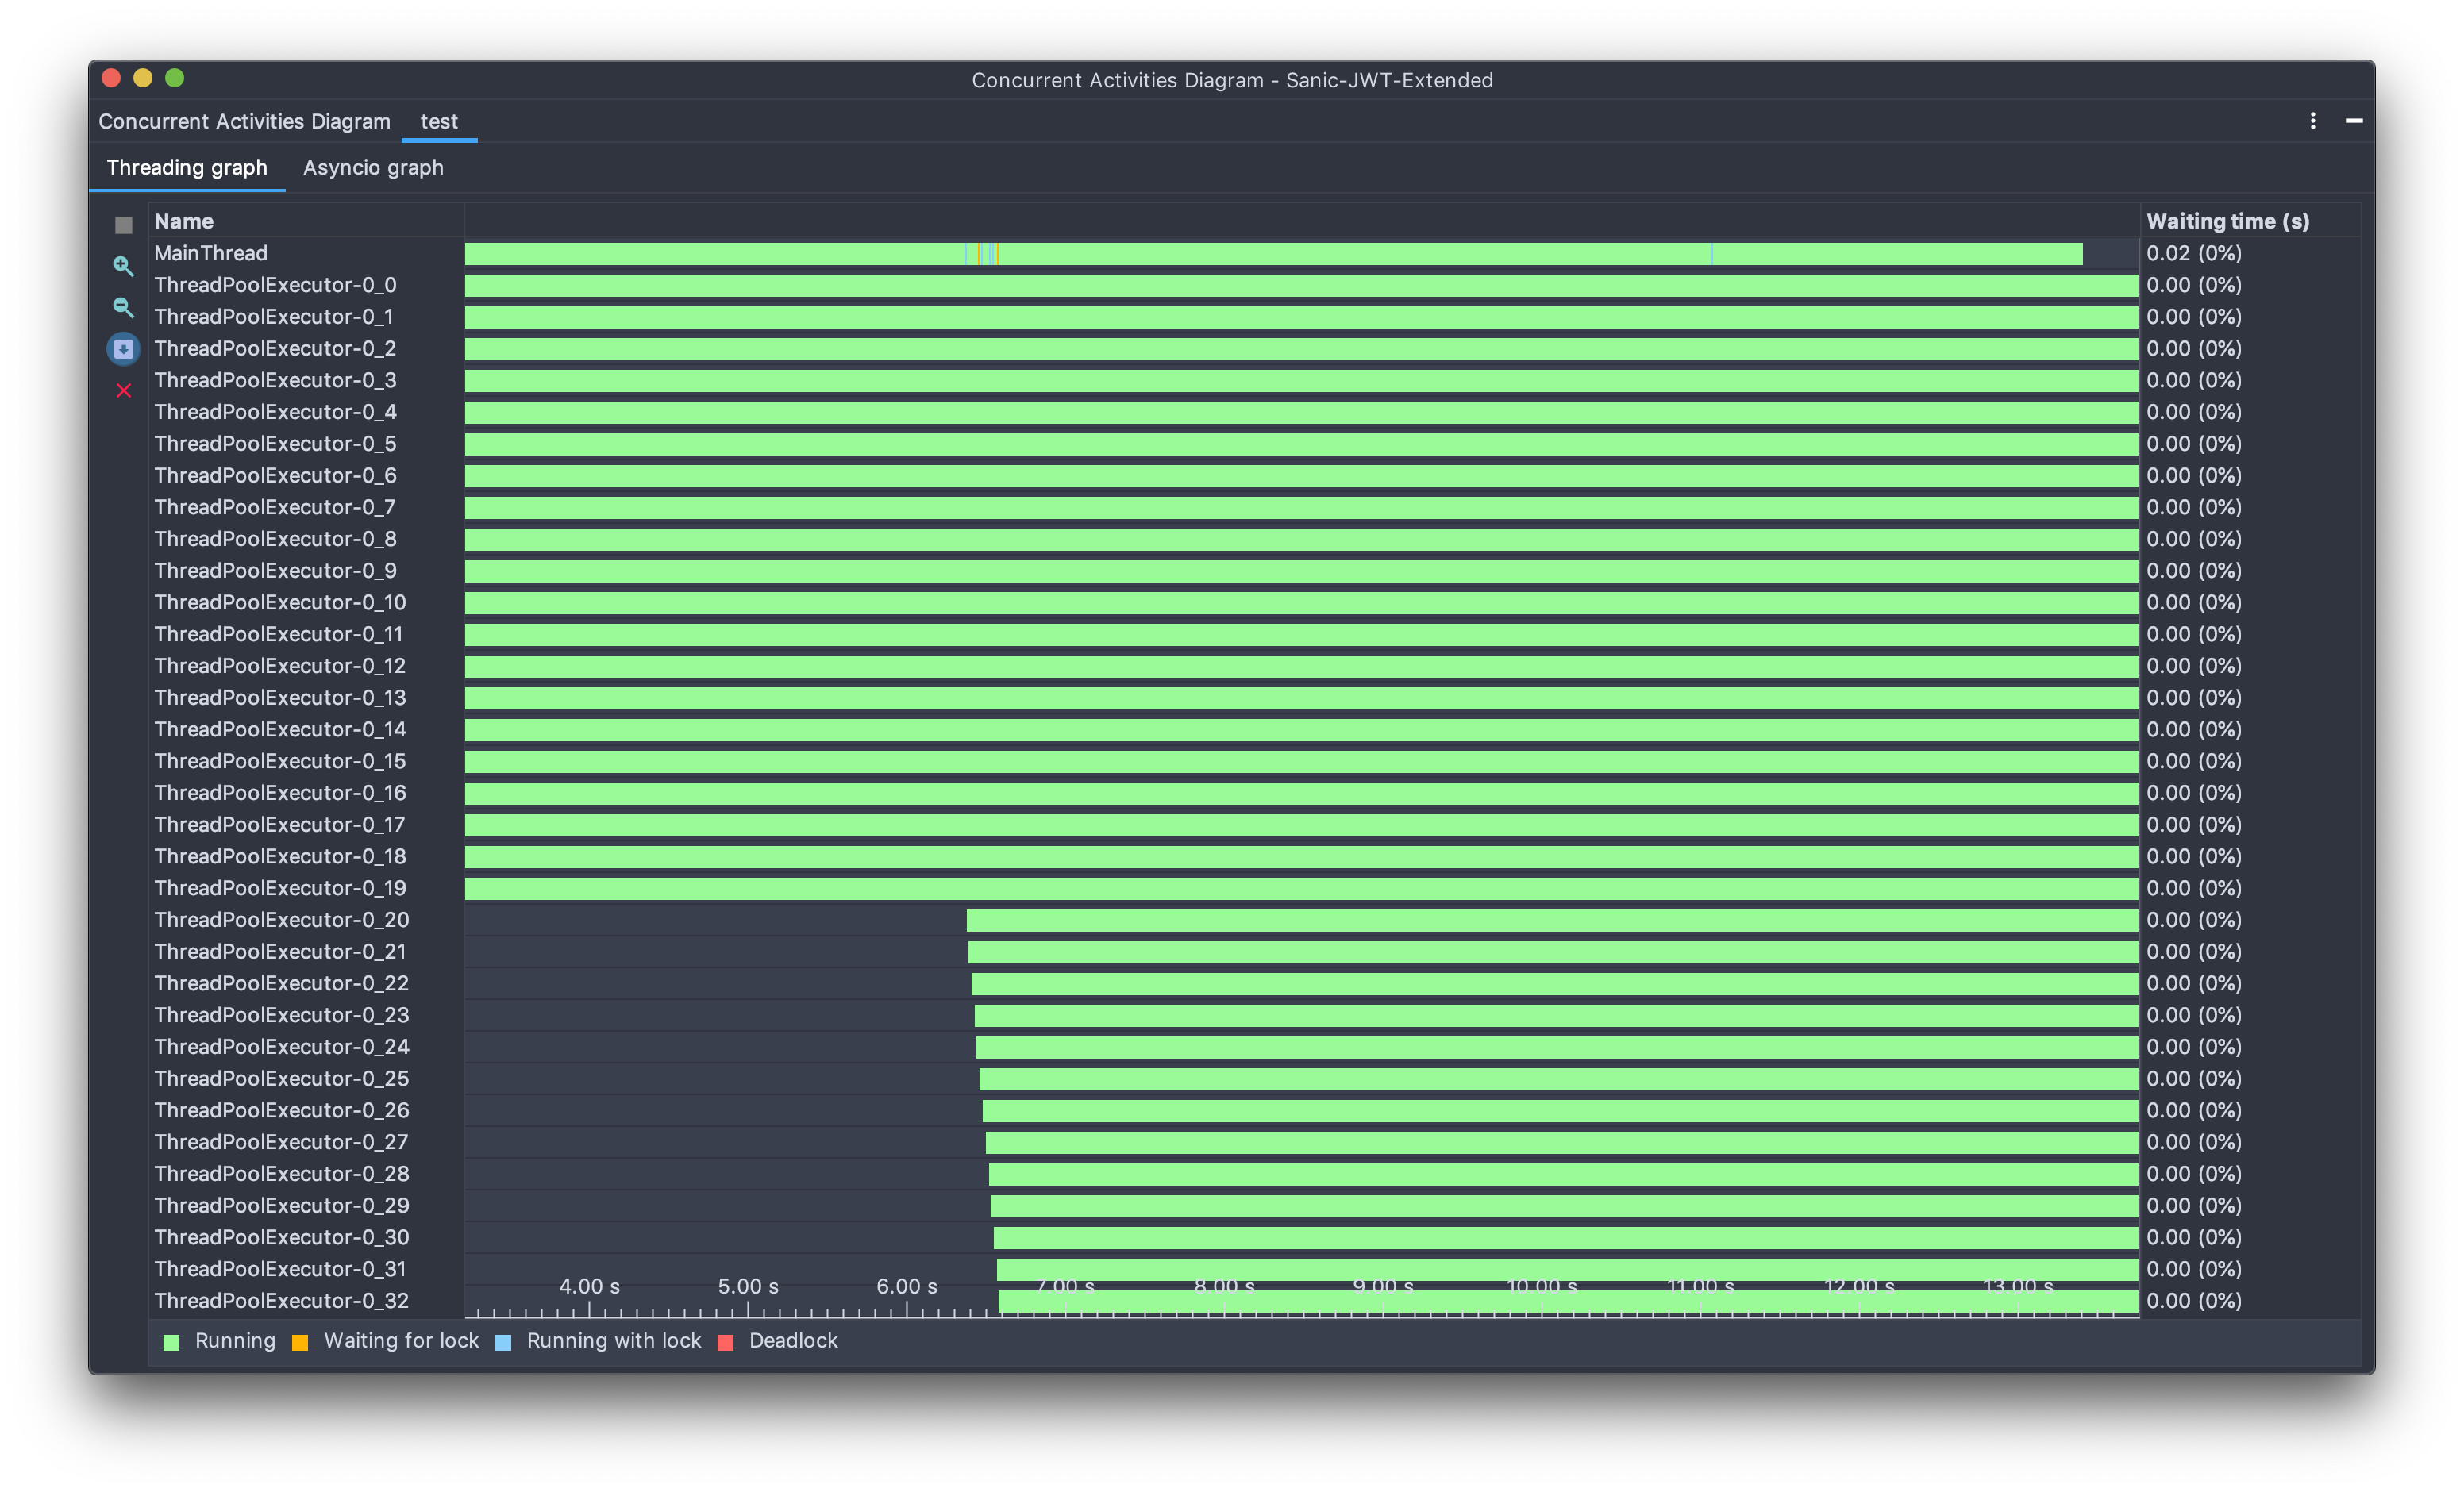 Concurrent Activities Diagram - Sanic-JWT-Extended
Concurrent Activities Diagram test
Threading graph Asyncio graph
Name Waiting time (s)
MainThread 0.02 (0%)
ThreadPoolExecutor-0_0 0.00 (0%)
ThreadPoolExecutor-0_1 0.00 (0%)
ThreadPoolExecutor-0_2 0.00 (0%)
ThreadPoolExecutor-0_3 0.00 (0%)
ThreadPoolExecutor-0_4 0.00 (0%)
ThreadPoolExecutor-0_5 0.00 (0%)
ThreadPoolExecutor-0_6 0.00 (0%)
ThreadPoolExecutor-0_7 0.00 (0%)
ThreadPoolExecutor-0_8 0.00 (0%)
ThreadPoolExecutor-0_9 0.00 (0%)
ThreadPoolExecutor-0_10 0.00 (0%)
ThreadPoolExecutor-0_11 0.00 (0%)
ThreadPoolExecutor-0_12 0.00 (0%)
ThreadPoolExecutor-0_13 0.00 (0%)
ThreadPoolExecutor-0_14 0.00 (0%)
ThreadPoolExecutor-0_15 0.00 (0%)
ThreadPoolExecutor-0_16 0.00 (0%)
ThreadPoolExecutor-0_17 0.00 (0%)
ThreadPoolExecutor-0_18 0.00 (0%)
ThreadPoolExecutor-0_19 0.00 (0%)
ThreadPoolExecutor-0_20 0.00 (0%)
ThreadPoolExecutor-0_21 0.00 (0%)
ThreadPoolExecutor-0_22 0.00 (0%)
ThreadPoolExecutor-0_23 0.00 (0%)
ThreadPoolExecutor-0_24 0.00 (0%)
ThreadPoolExecutor-0_25 0.00 (0%)
ThreadPoolExecutor-0_26 0.00 (0%)
ThreadPoolExecutor-0_27 0.00 (0%)
ThreadPoolExecutor-0_28 0.00 (0%)
ThreadPoolExecutor-0_29 0.00 (0%)
ThreadPoolExecutor-0_30 0.00 (0%)
ThreadPoolExecutor-0_31 0.00 (0%)
4.00 s 5.00 s 6.00 s 7.00 s 8.00 s 9.00 s 10.00 s 11.00 s 12.00 s 13.00 s
ThreadPoolExecutor-0_32 0.00 (0%)
Running Waiting for lock Running with lock Deadlock